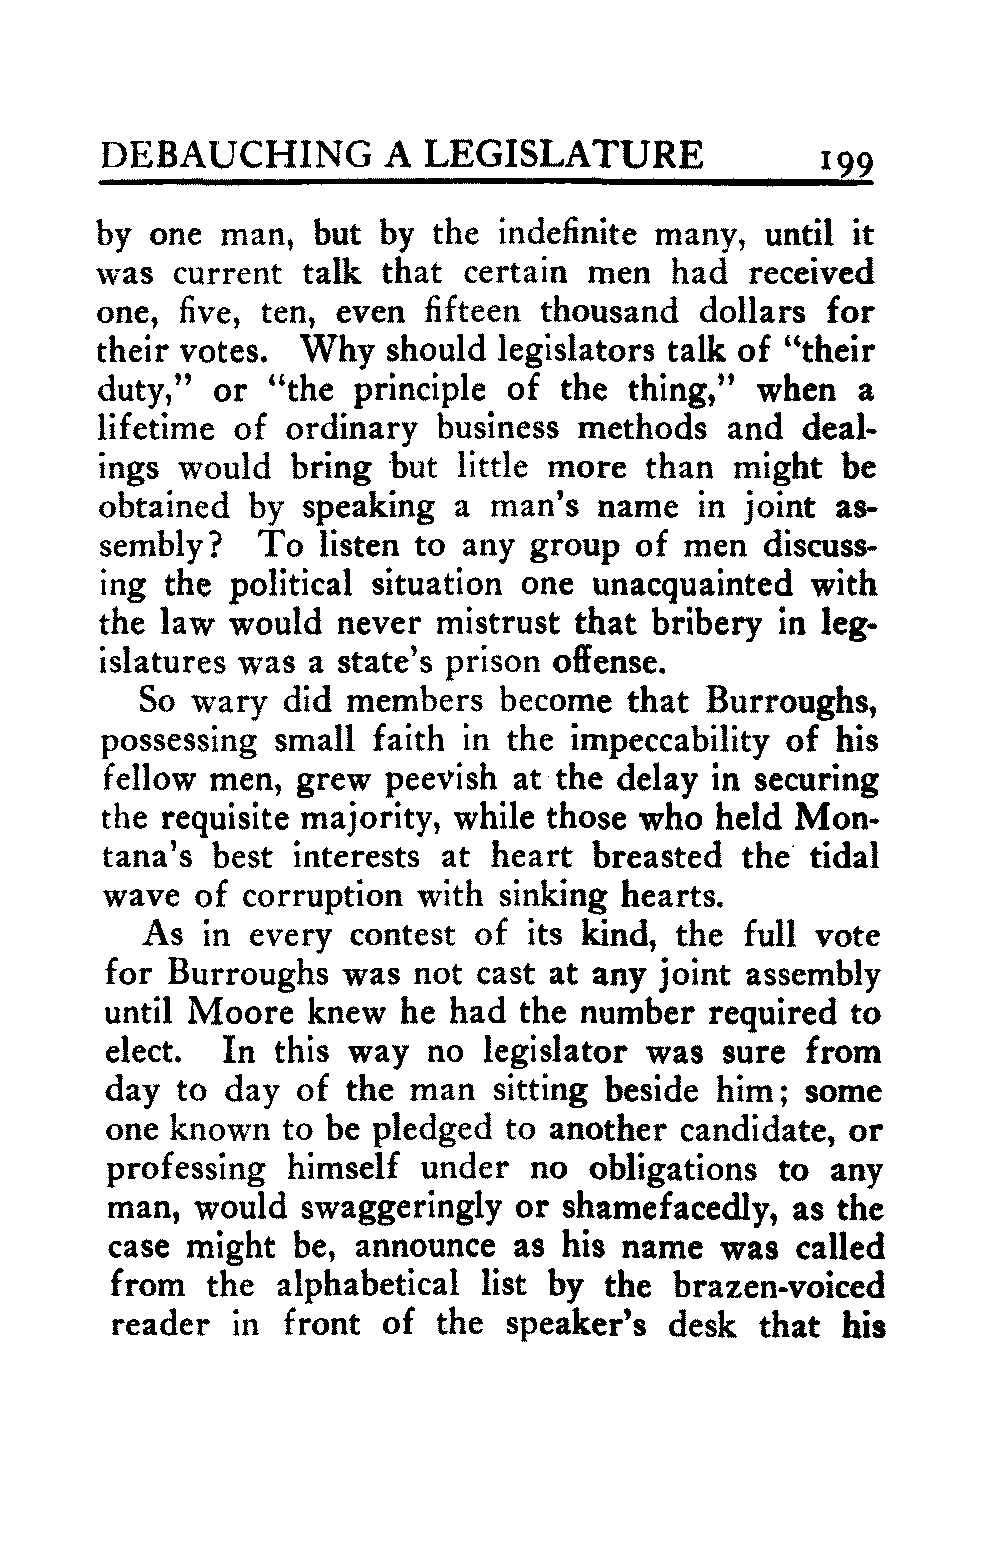 DEBAUCHING A LEGISLATURE 199
by one man, but by the indefinite many, until it
was current talk that certain men had received
one, five, ten, even fifteen thousand dollars for
their votes. Why should legislators talk of “their
duty,” or “the principle of the thing,” when a
lifetime of ordinary business methods and deal-
ings would bring but little more than might be
obtained by speaking a man’s name in joint as-
sembly? To listen to any group of men discuss-
ing the political situation one unacquainted with
the law would never mistrust that bribery in leg-
islatures was a state’s prison offense.
So wary did members become that Burroughs,
possessing small faith in the impeccability of his
fellow men, grew peevish at the delay in securing
the requisite majority, while those who held Mon-
tana’s best interests at heart breasted the tidal
wave of corruption with sinking hearts.
As in every contest of its kind, the full vote
for Burroughs was not cast at any joint assembly
until Moore knew he had the number required to
elect. In this way no legislator was sure from
day to day of the man sitting beside him; some
one known to be pledged to another candidate, or
professing himself under no obligations to any
man, would swaggeringly or shamefacedly, as the
case might be, announce as his name was called
from the alphabetical list by the brazen-voiced
reader in front of the speaker’s desk that his